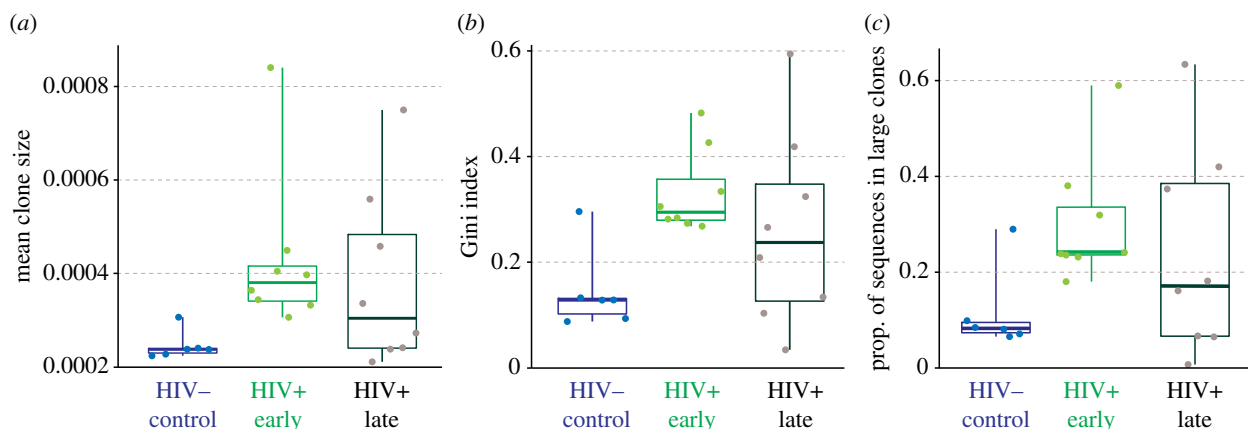 (a)
mean clone size
0.0008
0.0006
0.0004
0.0002
HIV–
control
HIV+
early
HIV+
late
(b)
Gini index
0.6
0.4
0.2
0
HIV–
control
HIV+
early
HIV+
late
(c)
prop. of sequences in large clones
0.6
0.4
0.2
0
HIV–
control
HIV+
early
HIV+
late